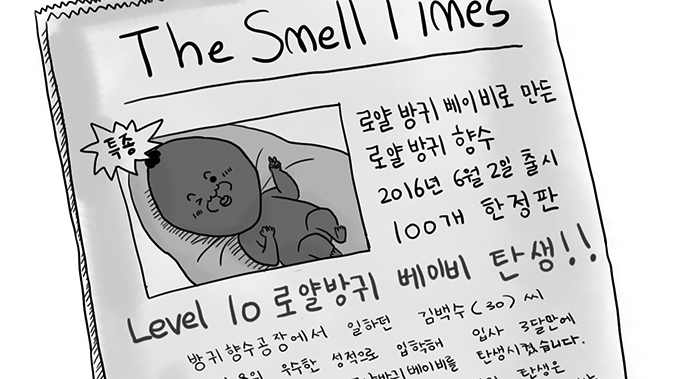 The Smell Times
특종
로얄 방귀 베이비로 만든
로얄 방귀 향수
2016년 6월 2일 출시
100개 한정판
Level 10 로얄방귀 베이비 탄생!!
방귀향수공장에서 일하던 김백수(30)씨
우수한 성적으로 입학해 입사 3달만에
방귀베이비를 탄생시켰습니다.
탄생은